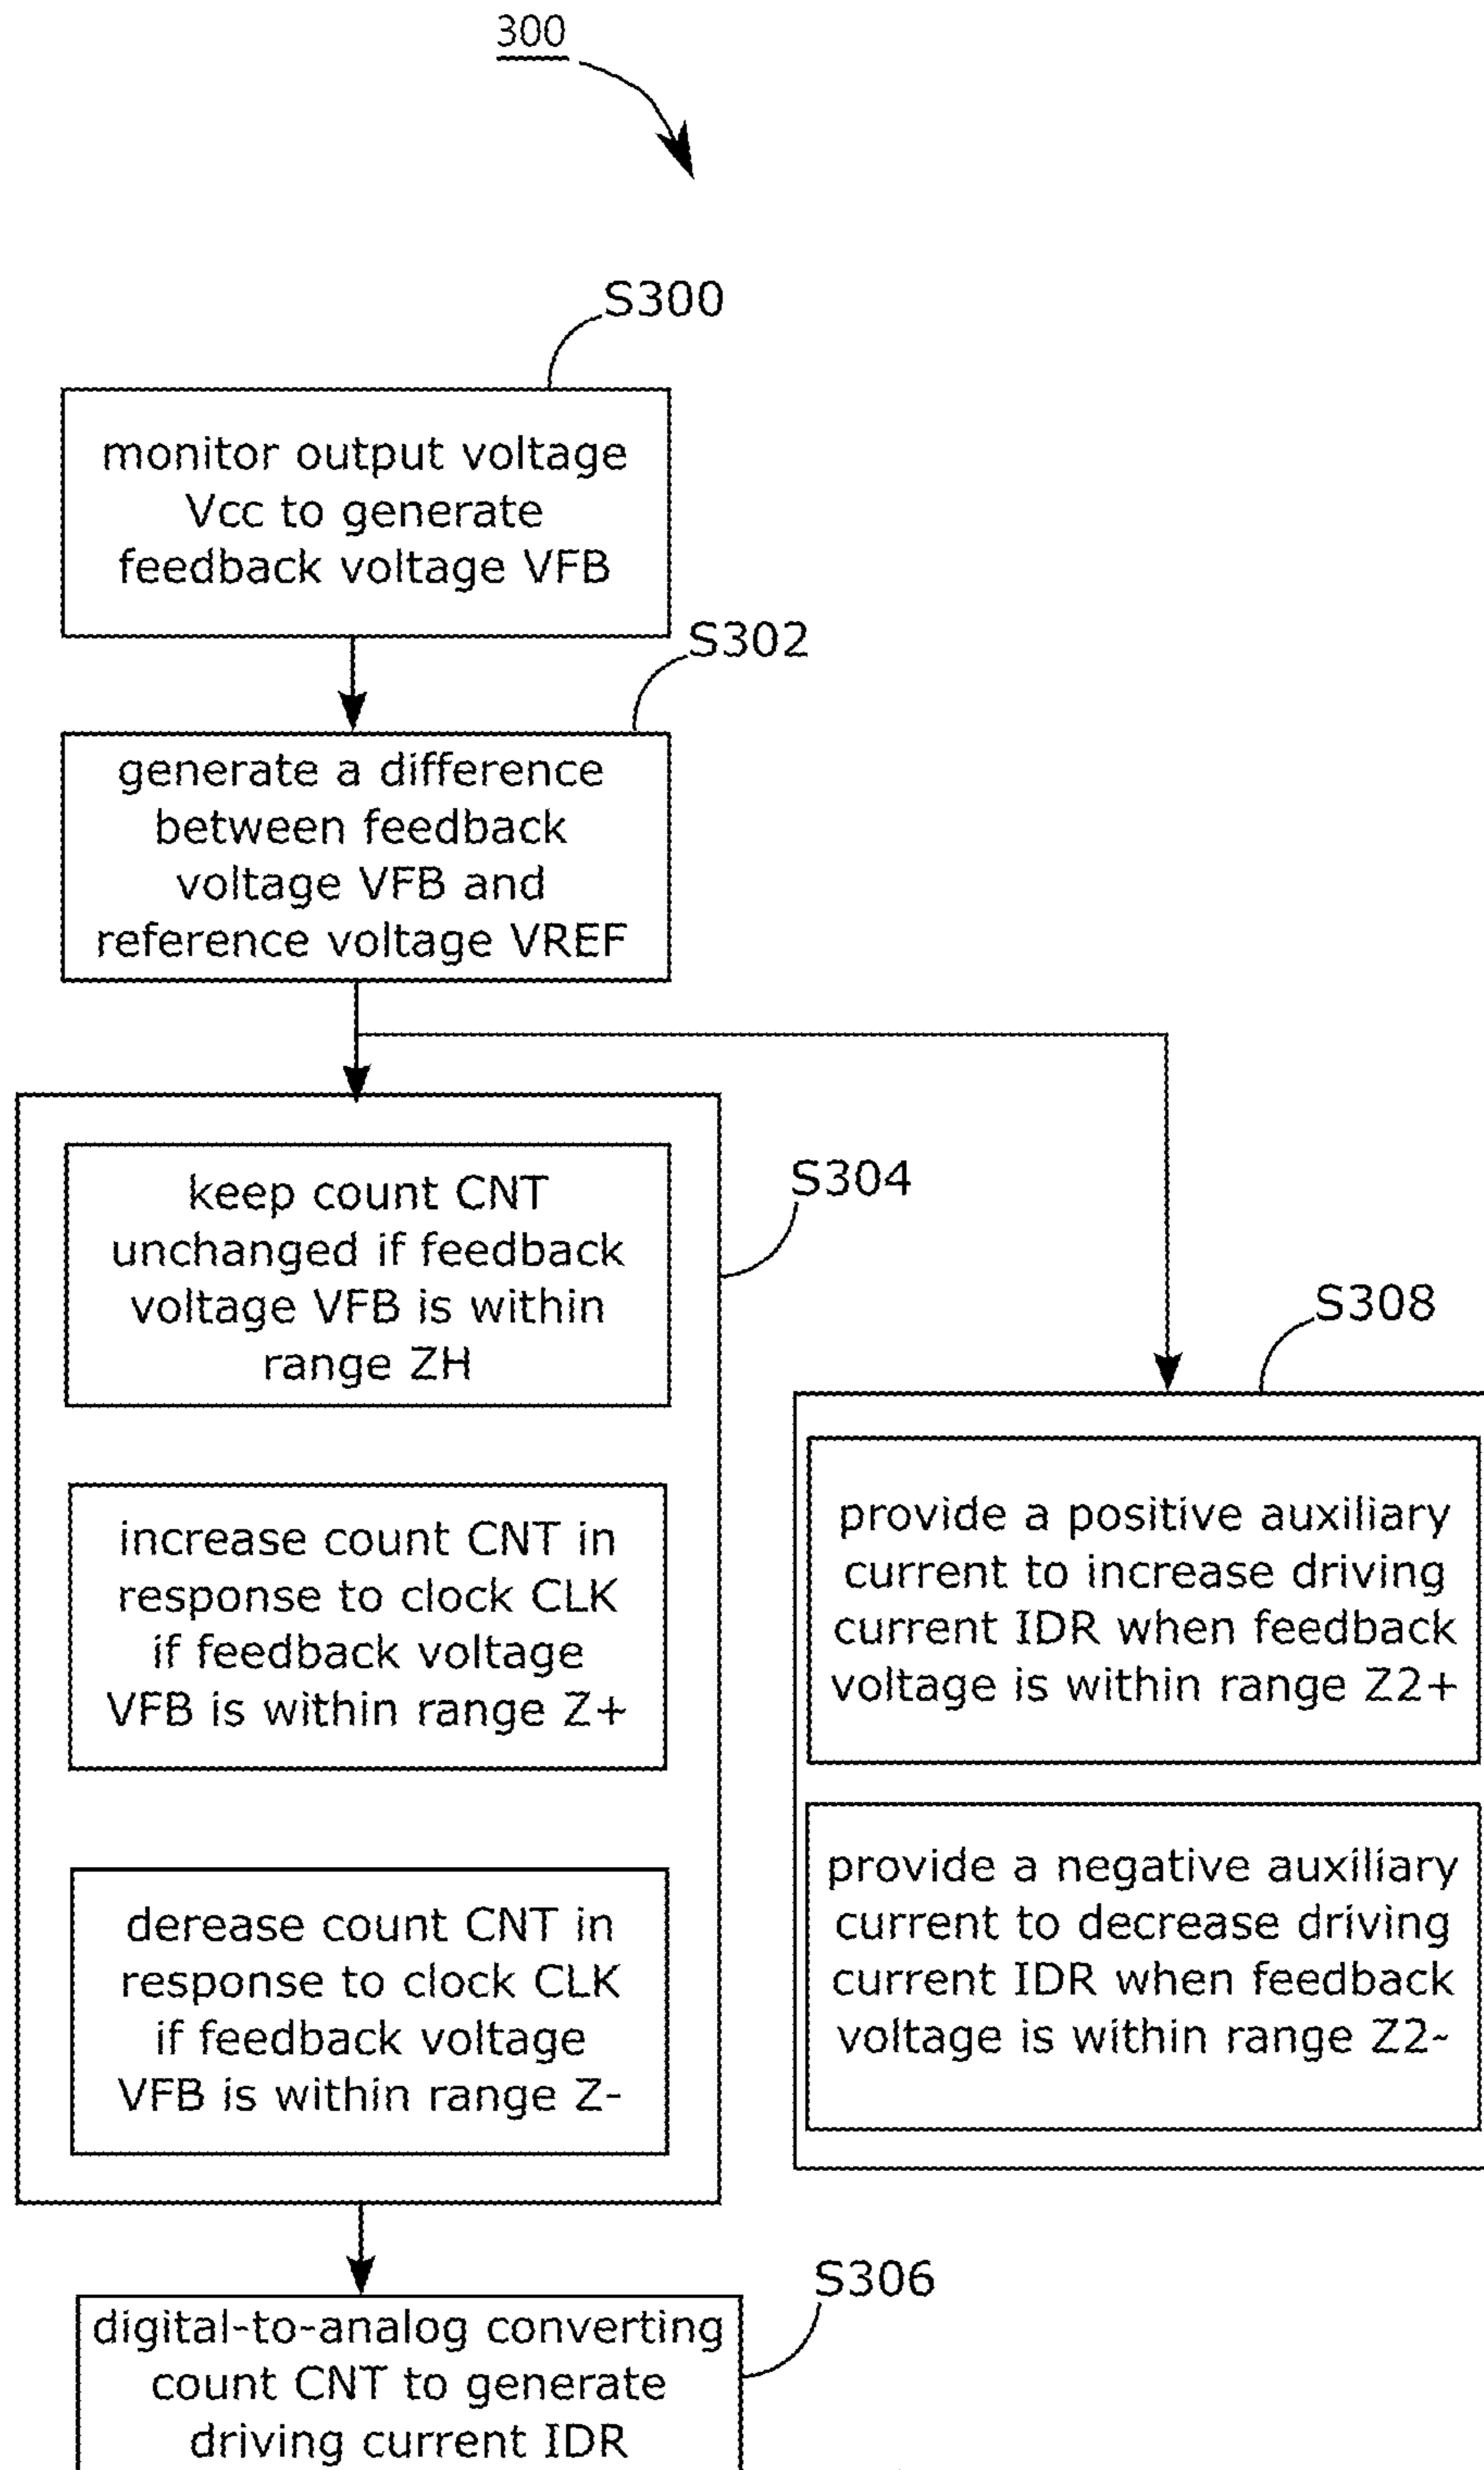 300
S300
monitor output voltage
Vcc to generate
feedback voltage VFB
S302
generate a difference
between feedback
voltage VFB and
reference voltage VREF
S304
keep count CNT
unchanged if feedback
voltage VFB is within
range ZH
increase count CNT in
response to clock CLK
if feedback voltage
VFB is within range Z+
derease count CNT in
response to clock CLK
if feedback voltage
VFB is within range Z-
S308
provide a positive auxiliary
current to increase driving
current IDR when feedback
voltage is within range Z2+
provide a negative auxiliary
current to decrease driving
current IDR when feedback
voltage is within range Z2-
S306
digital-to-analog converting
count CNT to generate
driving current IDR